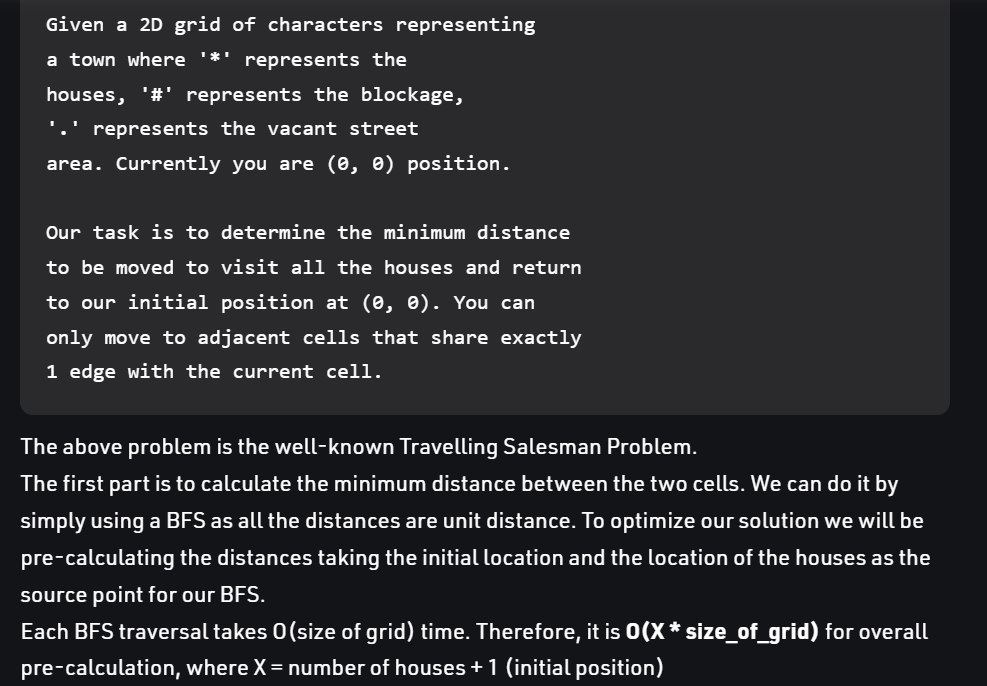 Given a 2D grid of characters representing
a town where '*' represents the
houses, '#' represents the blockage,
'.' represents the vacant street
area. Currently you are (0, 0) position.
Our task is to determine the minimum distance
to be moved to visit all the houses and return
to our initial position at (0, 0). You can
only move to adjacent cells that share exactly
1 edge with the current cell.
The above problem is the well-known Travelling Salesman Problem.
The first part is to calculate the minimum distance between the two cells. We can do it by
simply using a BFS as all the distances are unit distance. To optimize our solution we will be
pre-calculating the distances taking the initial location and the location of the houses as the
source point for our BFS.
Each BFS traversal takes O(size of grid) time. Therefore, it is O(X * size_of_grid) for overall
pre-calculation, where X = number of houses + 1 (initial position)